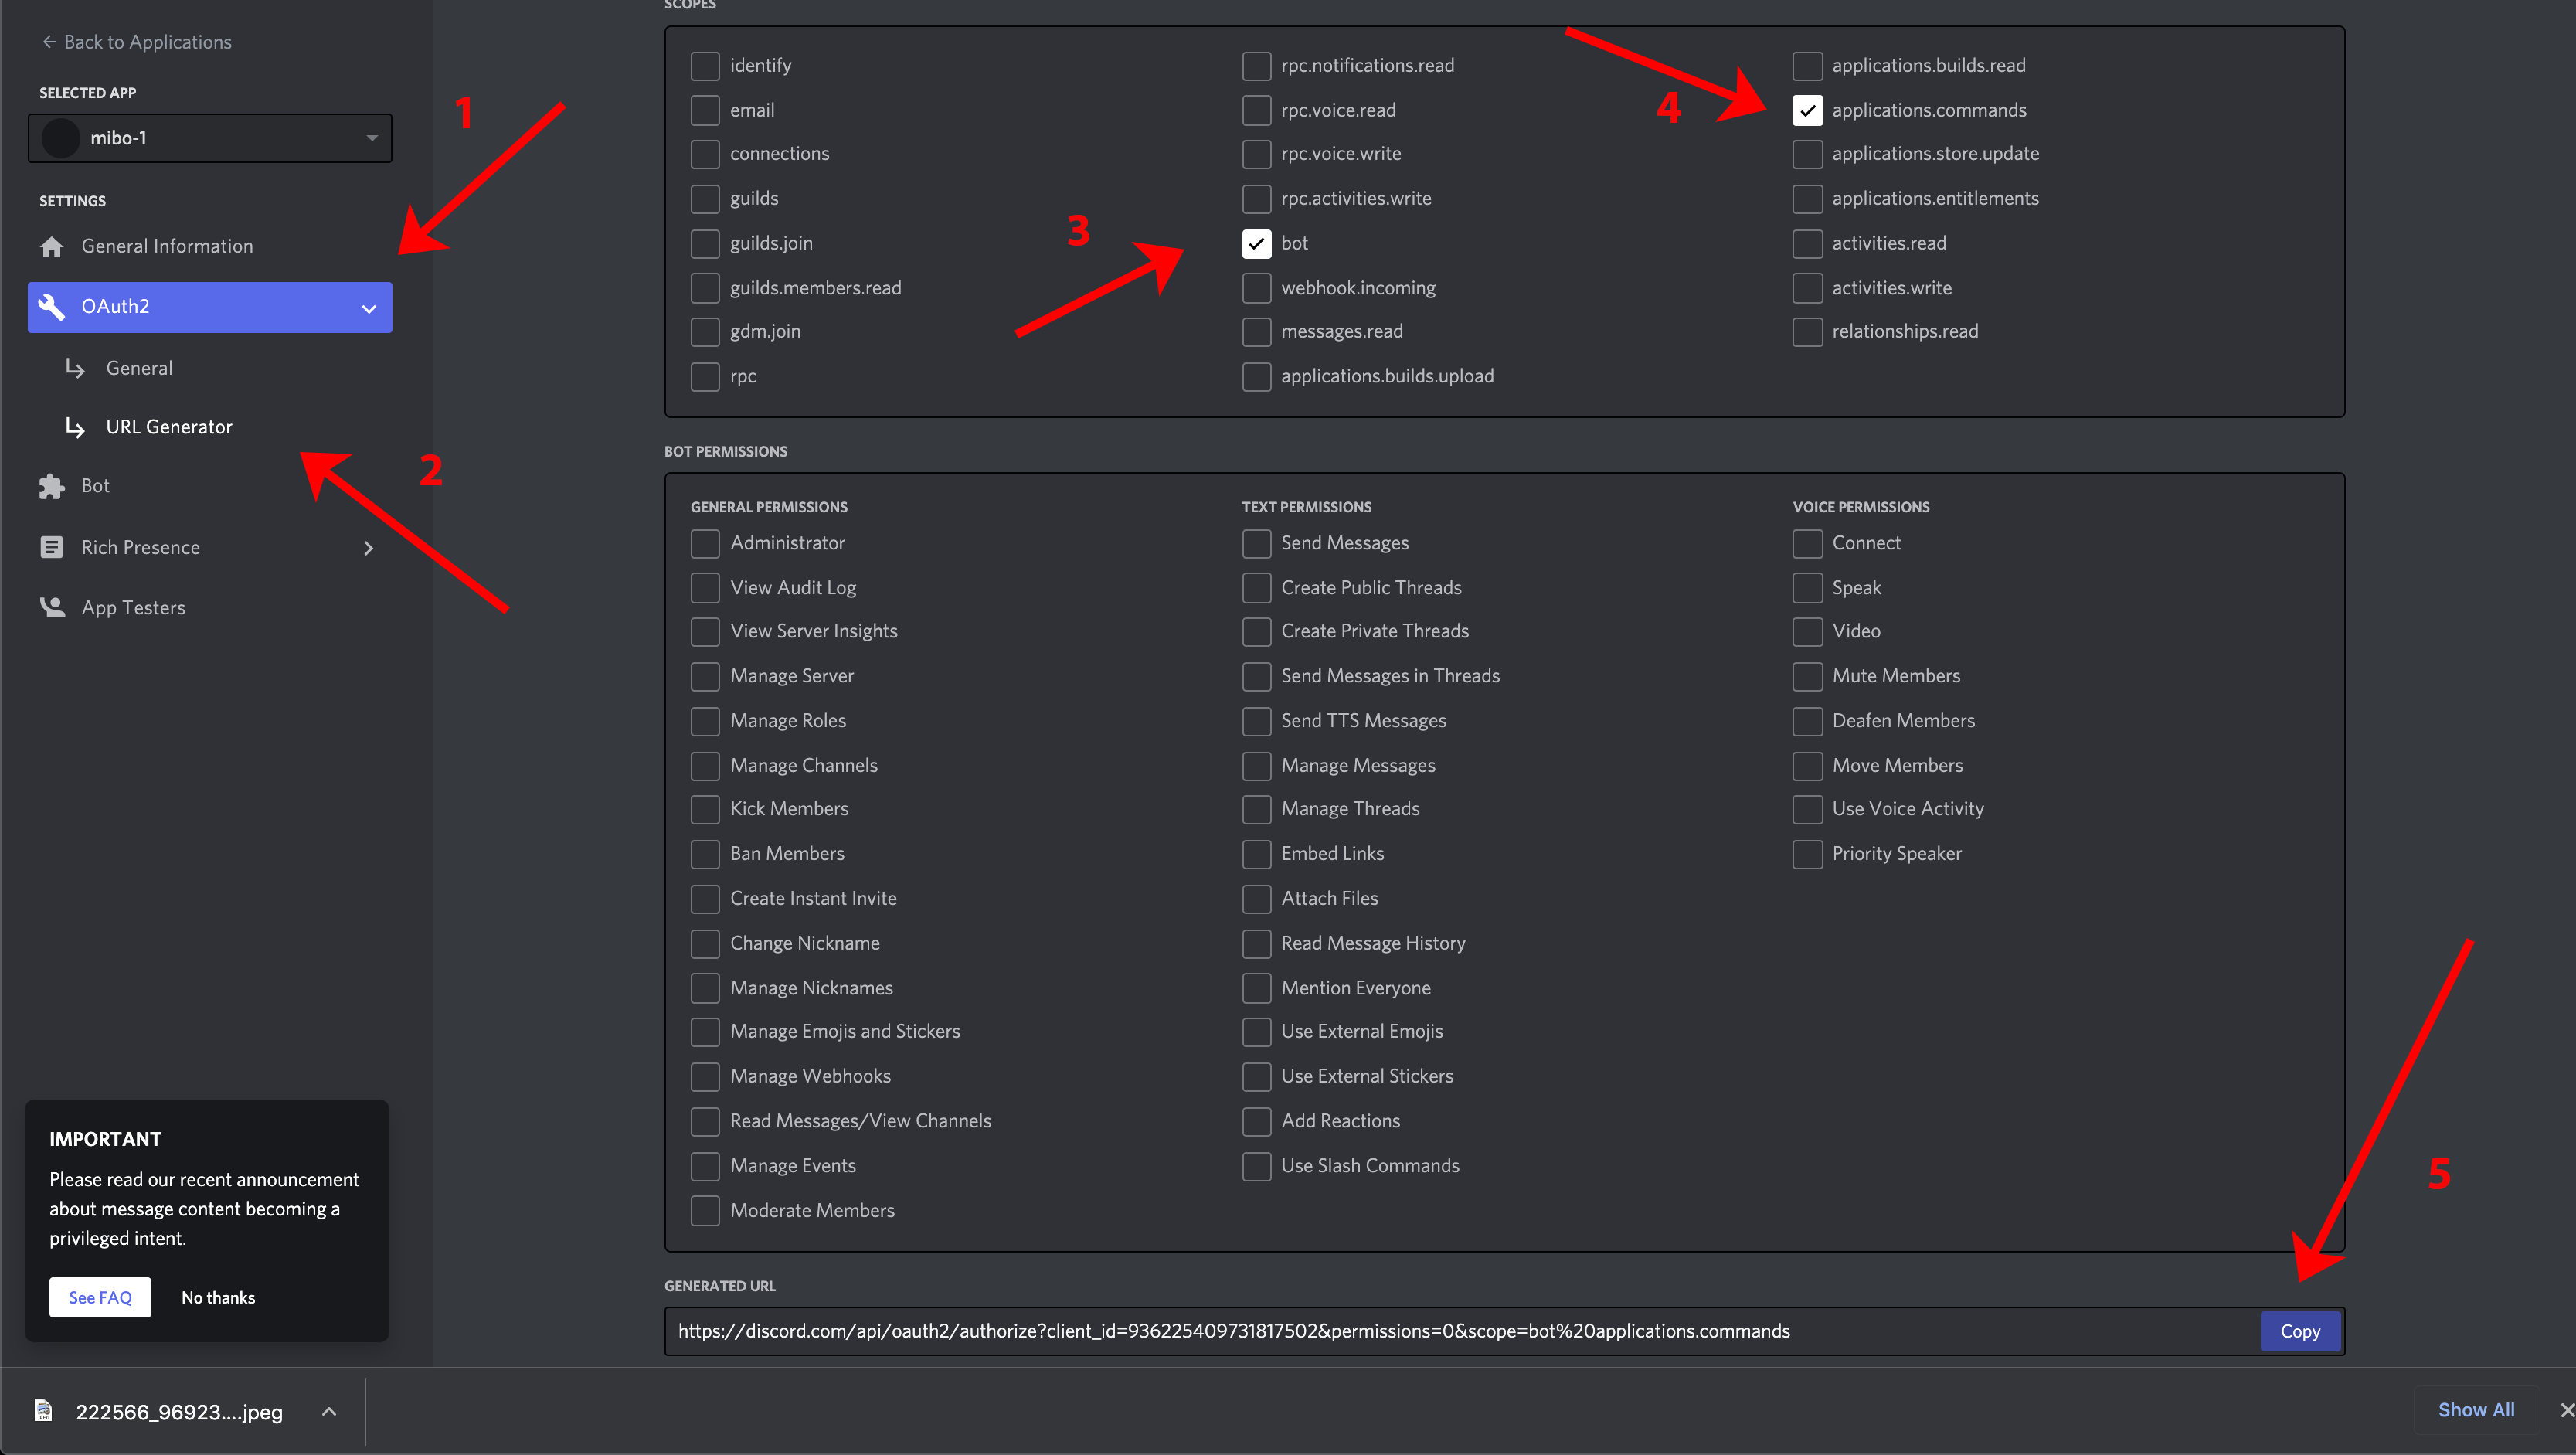 ← Back to Applications
SELECTED APP
mibo-1
SETTINGS
General Information
OAuth2
General
URL Generator
Bot
Rich Presence
App Testers
1
2
IMPORTANT
Please read our recent announcement
about message content becoming a
privileged intent.
See FAQ
No thanks
SCOPES
identify
email
connections
guilds
guilds.join
guilds.members.read
gdm.join
rpc
3
rpc.notifications.read
rpc.voice.read
rpc.voice.write
rpc.activities.write
bot
webhook.incoming
messages.read
applications.builds.upload
4
applications.builds.read
applications.commands
applications.store.update
applications.entitlements
activities.read
activities.write
relationships.read
BOT PERMISSIONS
GENERAL PERMISSIONS
Administrator
View Audit Log
View Server Insights
Manage Server
Manage Roles
Manage Channels
Kick Members
Ban Members
Create Instant Invite
Change Nickname
Manage Nicknames
Manage Emojis and Stickers
Manage Webhooks
Read Messages/View Channels
Manage Events
Moderate Members
TEXT PERMISSIONS
Send Messages
Create Public Threads
Create Private Threads
Send Messages in Threads
Send TTS Messages
Manage Messages
Manage Threads
Embed Links
Attach Files
Read Message History
Mention Everyone
Use External Emojis
Use External Stickers
Add Reactions
Use Slash Commands
VOICE PERMISSIONS
Connect
Speak
Video
Mute Members
Deafen Members
Move Members
Use Voice Activity
Priority Speaker
5
GENERATED URL
https://discord.com/api/oauth2/authorize?client_id=936225409731817502&permissions=0&scope=bot%20applications.commands
Copy
222566_96923....jpeg
Show All